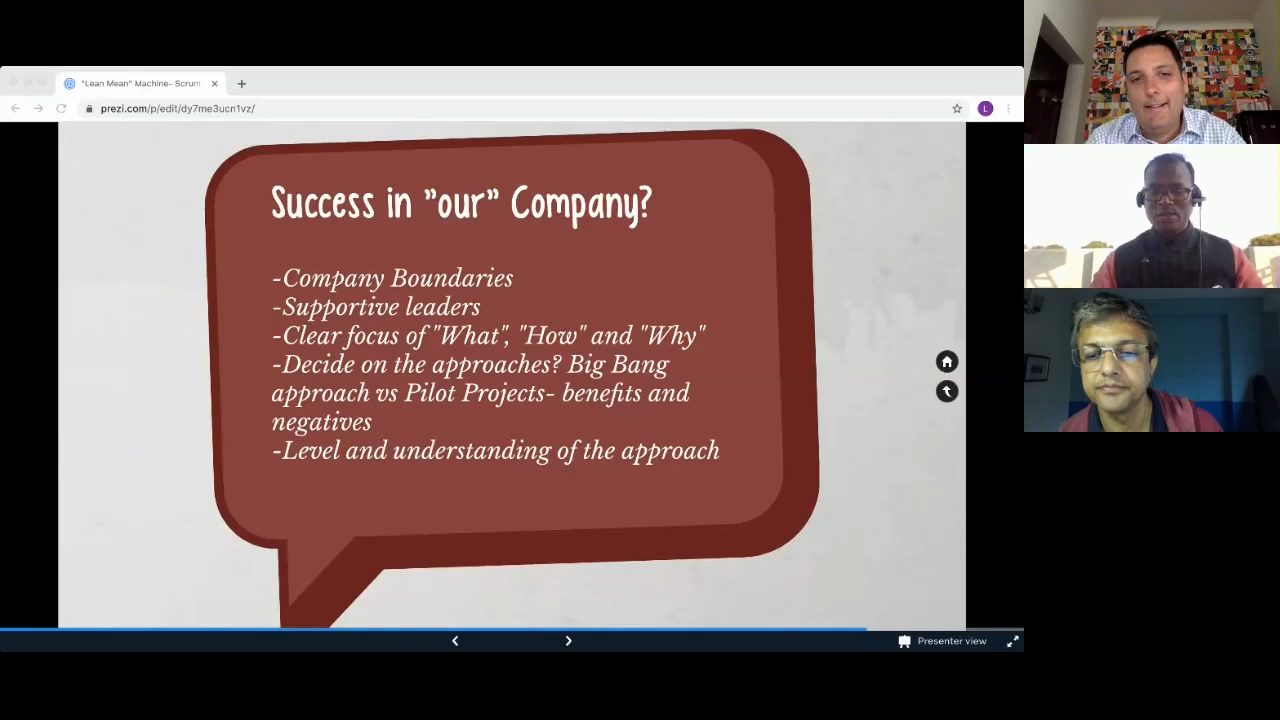 "Lean Mean" Machine- Scrum
prezi.com/p/edit/dy7me3ucn1vz/
L
Success in "our" Company?
-Company Boundaries
-Supportive leaders
-Clear focus of "What", "How" and "Why"
-Decide on the approaches? Big Bang
approach vs Pilot Projects- benefits and
negatives
-Level and understanding of the approach
Presenter view